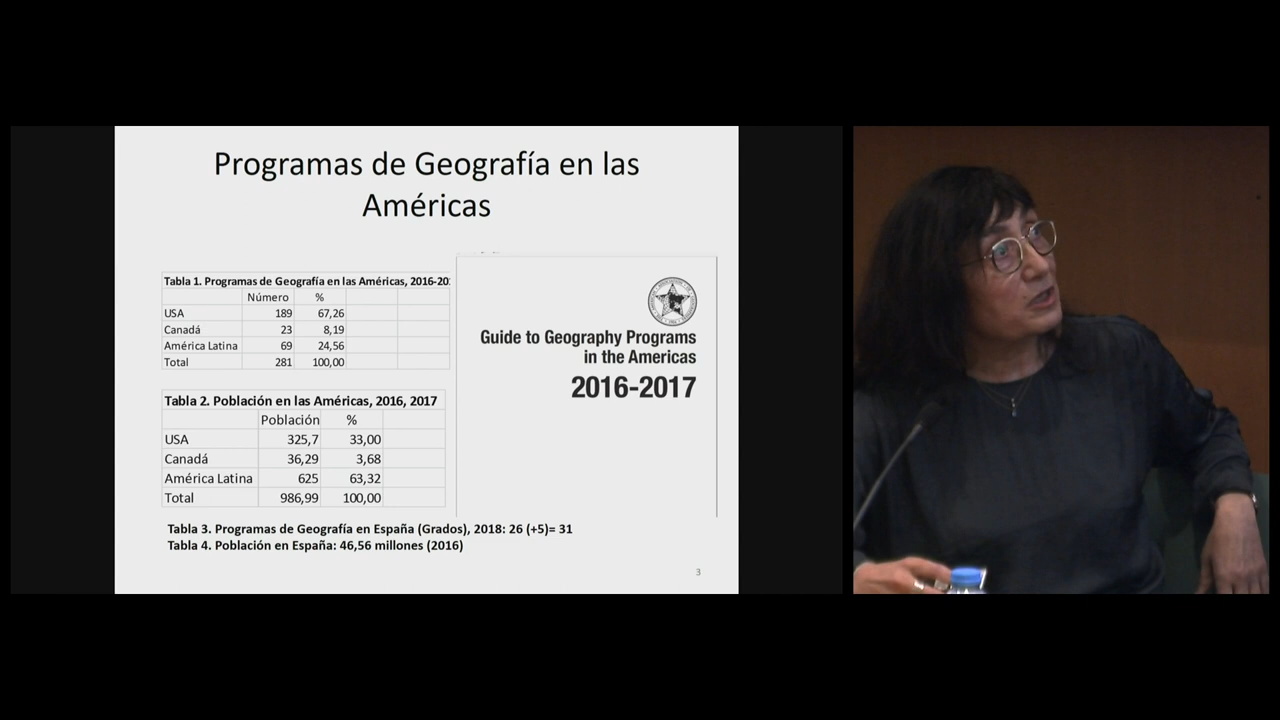 Programas de Geografía en las
Américas
Tabla 1. Programas de Geografía en las Américas, 2016-20
Número %
USA 189 67,26
Canadá 23 8,19
América Latina 69 24,56
Total 281 100,00
Guide to Geography Programs
in the Americas
2016-2017
Tabla 2. Población en las Américas, 2016, 2017
Población %
USA 325,7 33,00
Canadá 36,29 3,68
América Latina 625 63,32
Total 986,99 100,00
Tabla 3. Programas de Geografía en España (Grados), 2018: 26 (+5)= 31
Tabla 4. Población en España: 46,56 millones (2016)
3